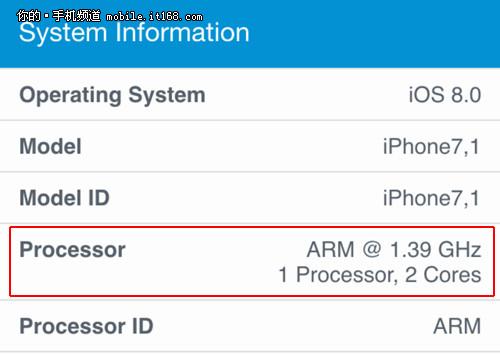 你的·手机频道 mobile.it168.com
System Information
Operating System iOS 8.0
Model iPhone7,1
Model ID iPhone7,1
Processor ARM @ 1.39 GHz
1 Processor, 2 Cores
Processor ID ARM